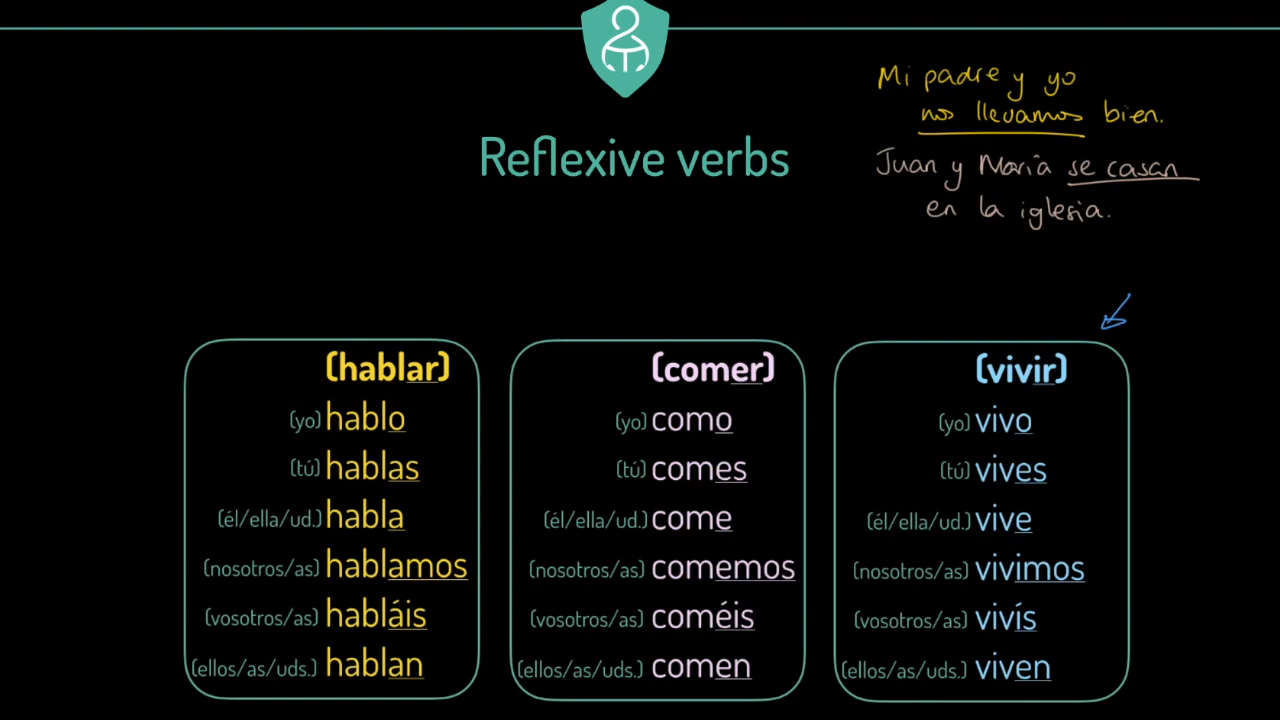 Mi padre y yo
nos llevamos bien.
Reflexive verbs
Juan y María se casan
en la iglesia.
(hablar)
(yo) hablo
(tú) hablas
(él/ella/ud.) habla
(nosotros/as) hablamos
(vosotros/as) habláis
(ellos/as/uds.) hablan
(comer)
(yo) como
(tú) comes
(él/ella/ud.) come
(nosotros/as) comemos
(vosotros/as) coméis
(ellos/as/uds.) comen
(vivir)
(yo) vivo
(tú) vives
(él/ella/ud.) vive
(nosotros/as) vivimos
(vosotros/as) vivís
(ellos/as/uds.) viven